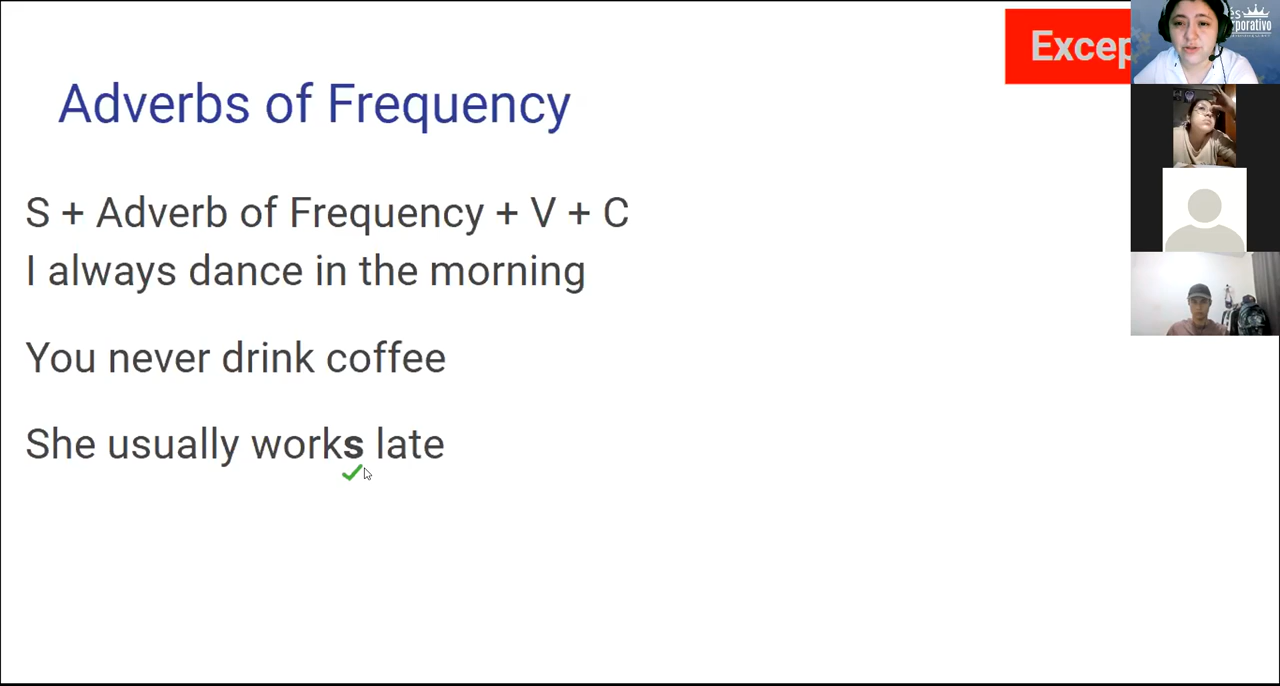 Excep
Adverbs of Frequency
S + Adverb of Frequency + V + C
I always dance in the morning
You never drink coffee
She usually works late